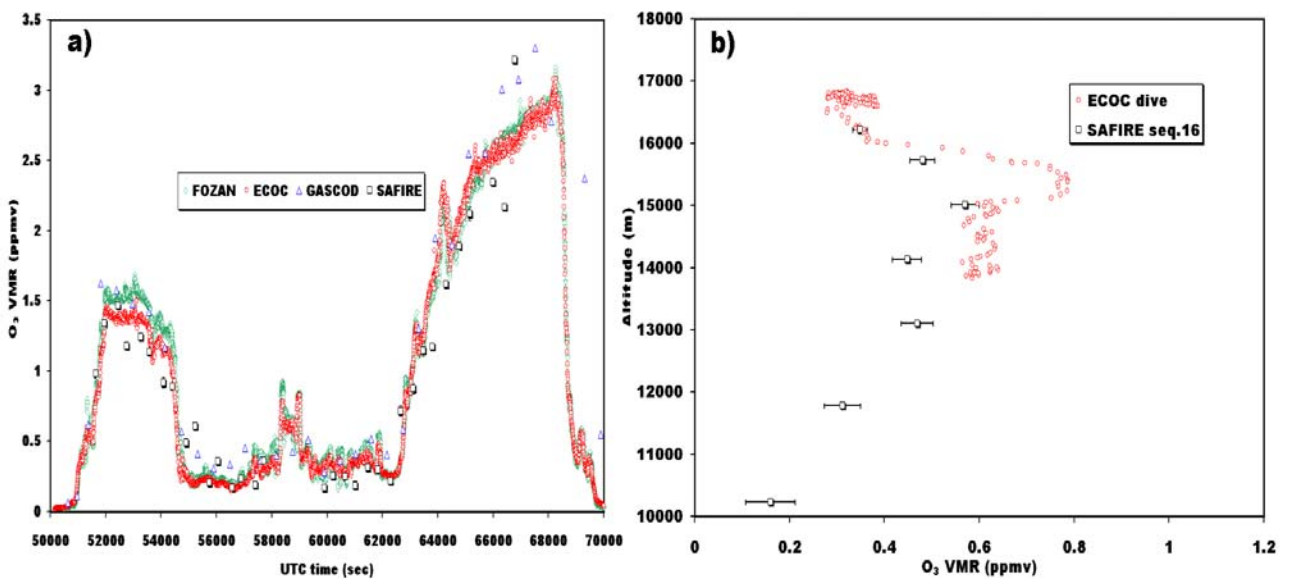 a)
3.5
3
2.5
2
1.5
1
0.5
0
O₃ VMR (ppmv)
FOZAN ECOC GASCOD SAFIRE
50000 52000 54000 56000 58000 60000 62000 64000 66000 68000 70000
UTC time (sec)
b)
18000
17000
16000
15000
14000
13000
12000
11000
10000
Altitude (m)
ECOC dive
SAFIRE seq.16
0 0.2 0.4 0.6 0.8 1 1.2
O₃ VMR (ppmv)